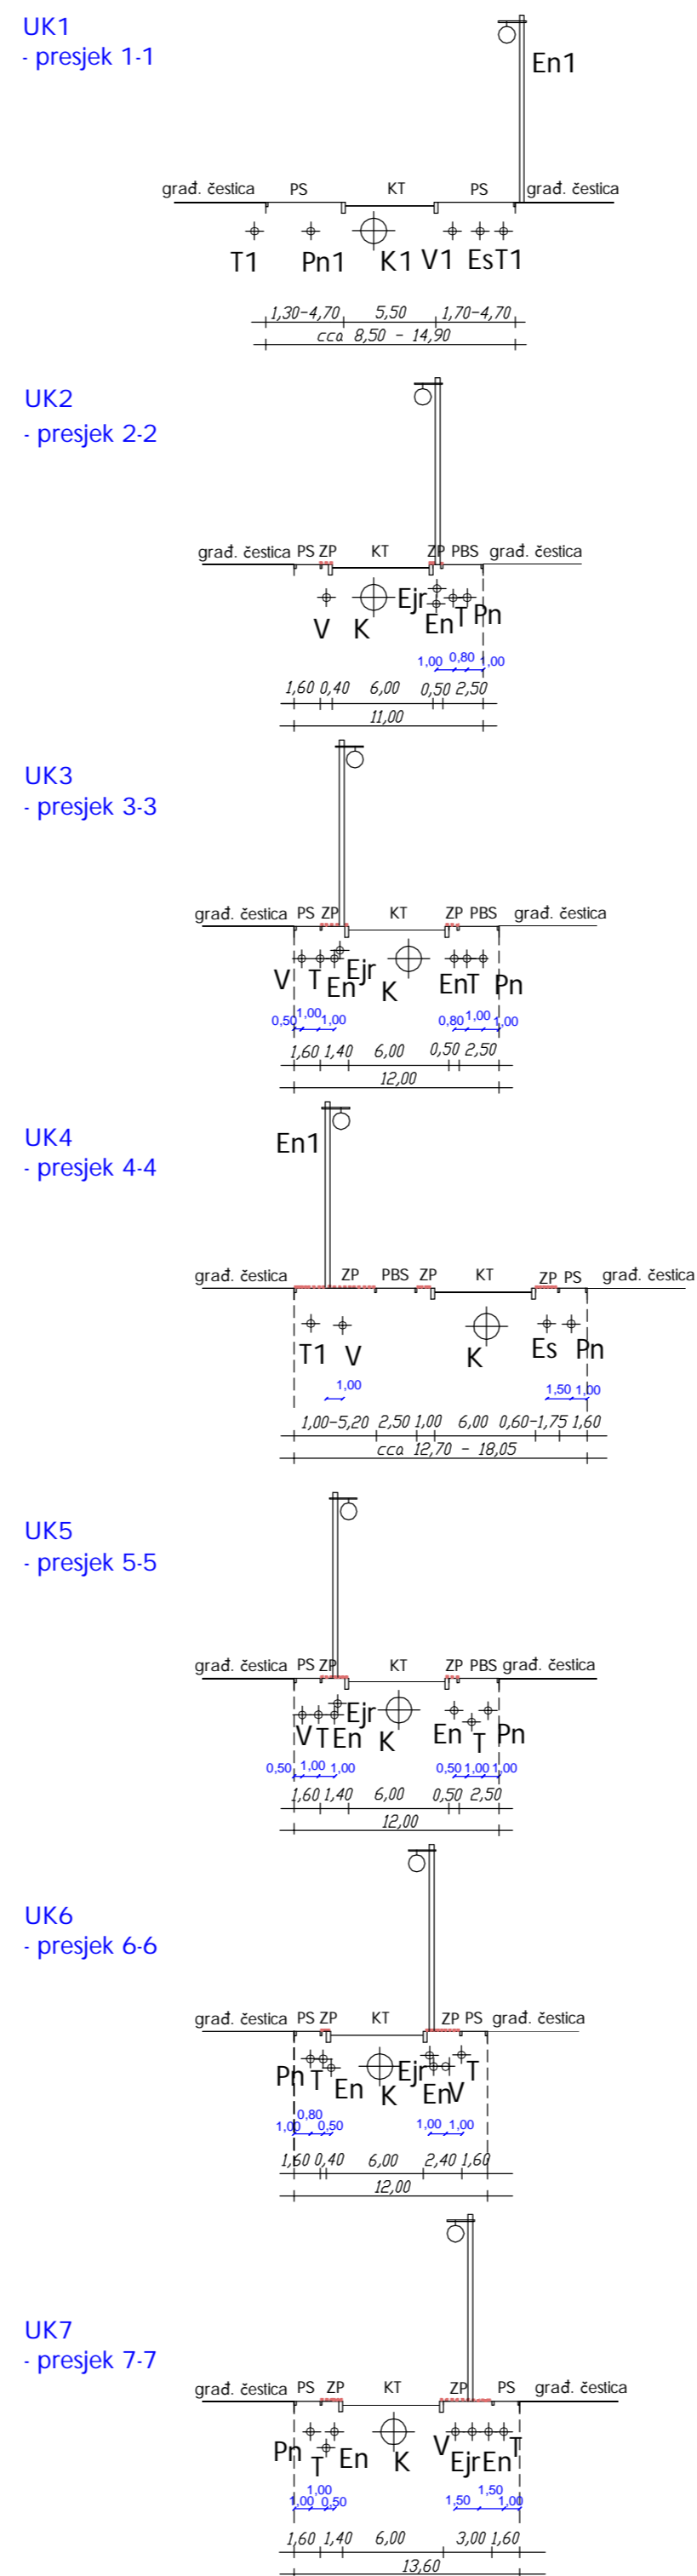 UK1
- presjek 1-1
En1
građ. čestica PS KT PS građ. čestica
T1 Pn1 K1 V1 Es T1
1,30-4,70 5,50 1,70-4,70
cca 8,50 - 14,90
UK2
- presjek 2-2
građ. čestica PS ZP KT ZP PBS građ. čestica
V K Ejr En T Pn
1,00 0,80 1,00
1,60 0,40 6,00 0,50 2,50
11,00
UK3
- presjek 3-3
građ. čestica PS ZP KT ZP PBS građ. čestica
V T En Ejr K En T Pn
0,50 1,00 1,00 0,80 1,00 1,00
1,60 1,40 6,00 0,50 2,50
12,00
UK4
- presjek 4-4
En1
građ. čestica ZP PBS ZP KT ZP PS građ. čestica
T1 V K Es Pn
1,00 1,50 1,00
1,00-5,20 2,50 1,00 6,00 0,60-1,75 1,60
cca 12,70 - 18,05
UK5
- presjek 5-5
građ. čestica PS ZP KT ZP PBS građ. čestica
V T En Ejr K En T Pn
0,50 1,00 1,00 0,50 1,00 1,00
1,60 1,40 6,00 0,50 2,50
12,00
UK6
- presjek 6-6
građ. čestica PS ZP KT ZP PS građ. čestica
Pn T En K Ejr En V T
1,00 0,80 0,50 1,00 1,00
1,60 0,40 6,00 2,40 1,60
12,00
UK7
- presjek 7-7
građ. čestica PS ZP KT ZP PS građ. čestica
Pn T En K V Ejr En T
1,00 1,00 0,50 1,50 1,50 1,00
1,60 1,40 6,00 3,00 1,60
13,60